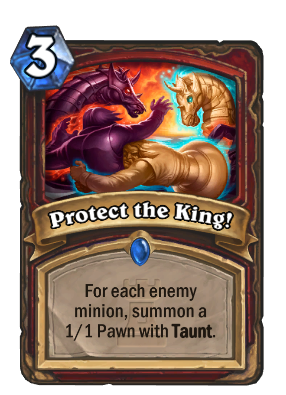 3
Protect the King!
For each enemy
minion, summon a
1/1 Pawn with Taunt.